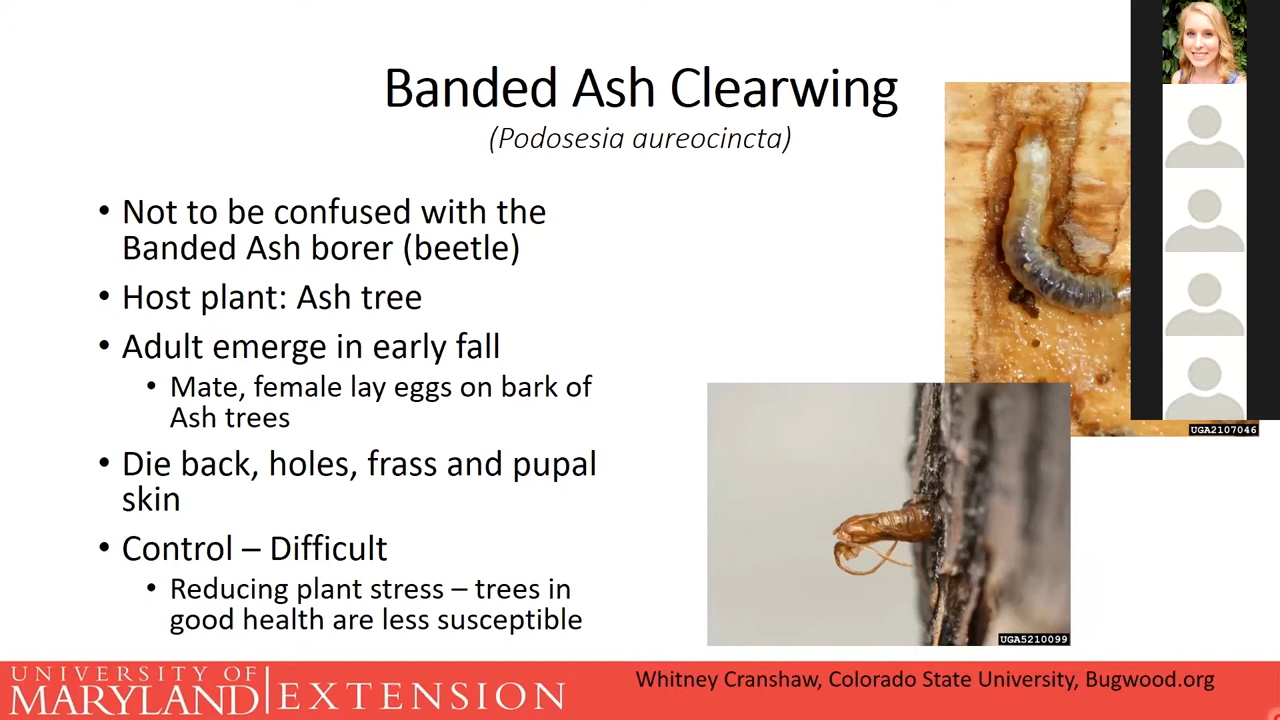 Banded Ash Clearwing
(Podosesia aureocincta)
• Not to be confused with the
Banded Ash borer (beetle)
• Host plant: Ash tree
• Adult emerge in early fall
• Mate, female lay eggs on bark of
Ash trees
• Die back, holes, frass and pupal
skin
• Control – Difficult
• Reducing plant stress – trees in
good health are less susceptible
UGA2107046
UGA5210099
UNIVERSITY OF
MARYLAND
EXTENSION
Whitney Cranshaw, Colorado State University, Bugwood.org